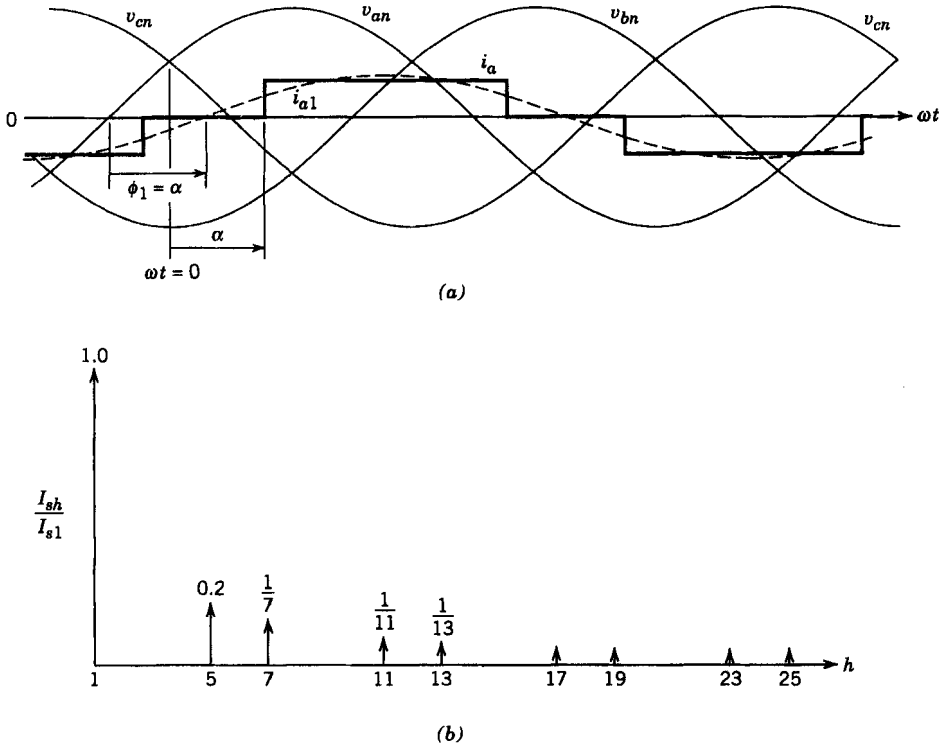 v_cn v_an v_bn v_cn
i_a
i_a1
0 ωt
ϕ_1 = α
α
ωt = 0
(a)
1.0
I_sh / I_s1
0.2 1/7 1/11 1/13
1 5 7 11 13 17 19 23 25 h
(b)